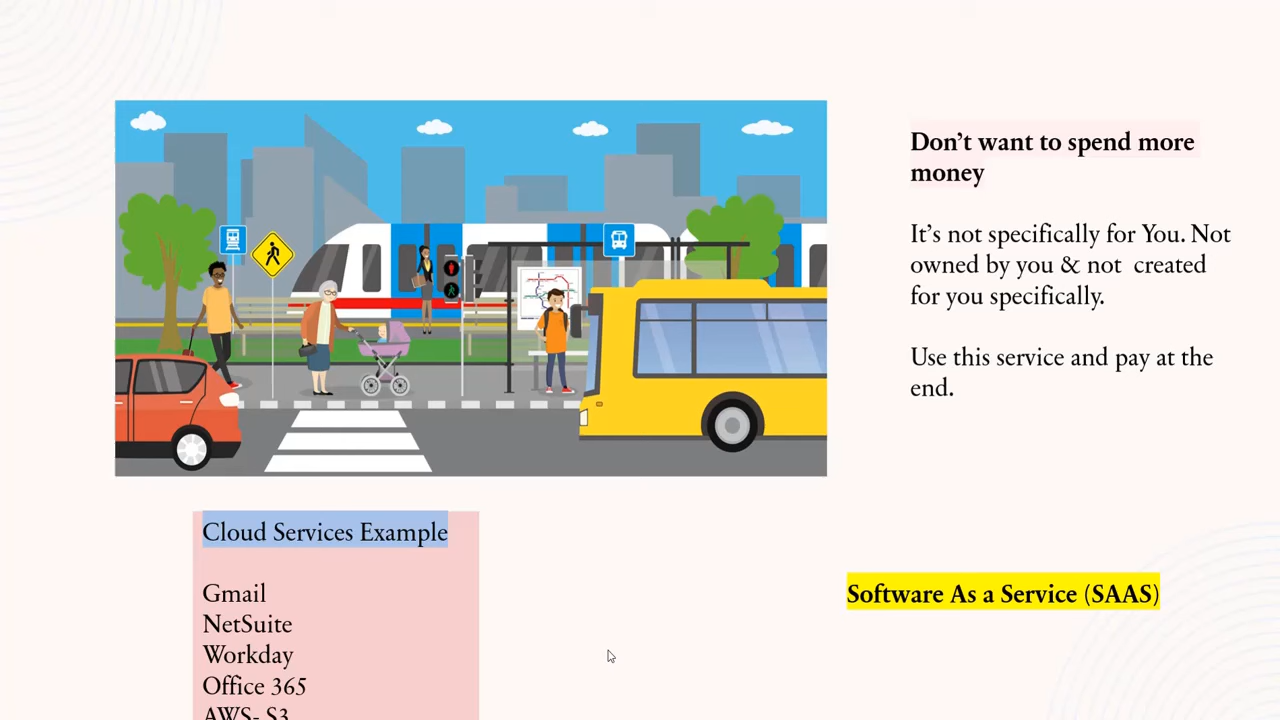 Don’t want to spend more
money
It’s not specifically for You. Not
owned by you & not  created
for you specifically.
Use this service and pay at the
end.
Cloud Services Example
Gmail
NetSuite
Workday
Office 365
AWS- S3
Software As a Service (SAAS)